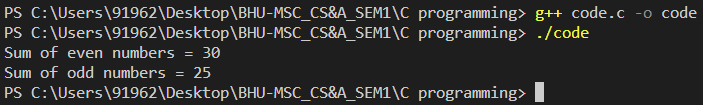 PS C:\Users\91962\Desktop\BHU-MSC_CS&A_SEM1\C programming> g++ code.c -o code
PS C:\Users\91962\Desktop\BHU-MSC_CS&A_SEM1\C programming> ./code
Sum of even numbers = 30
Sum of odd numbers = 25
PS C:\Users\91962\Desktop\BHU-MSC_CS&A_SEM1\C programming>